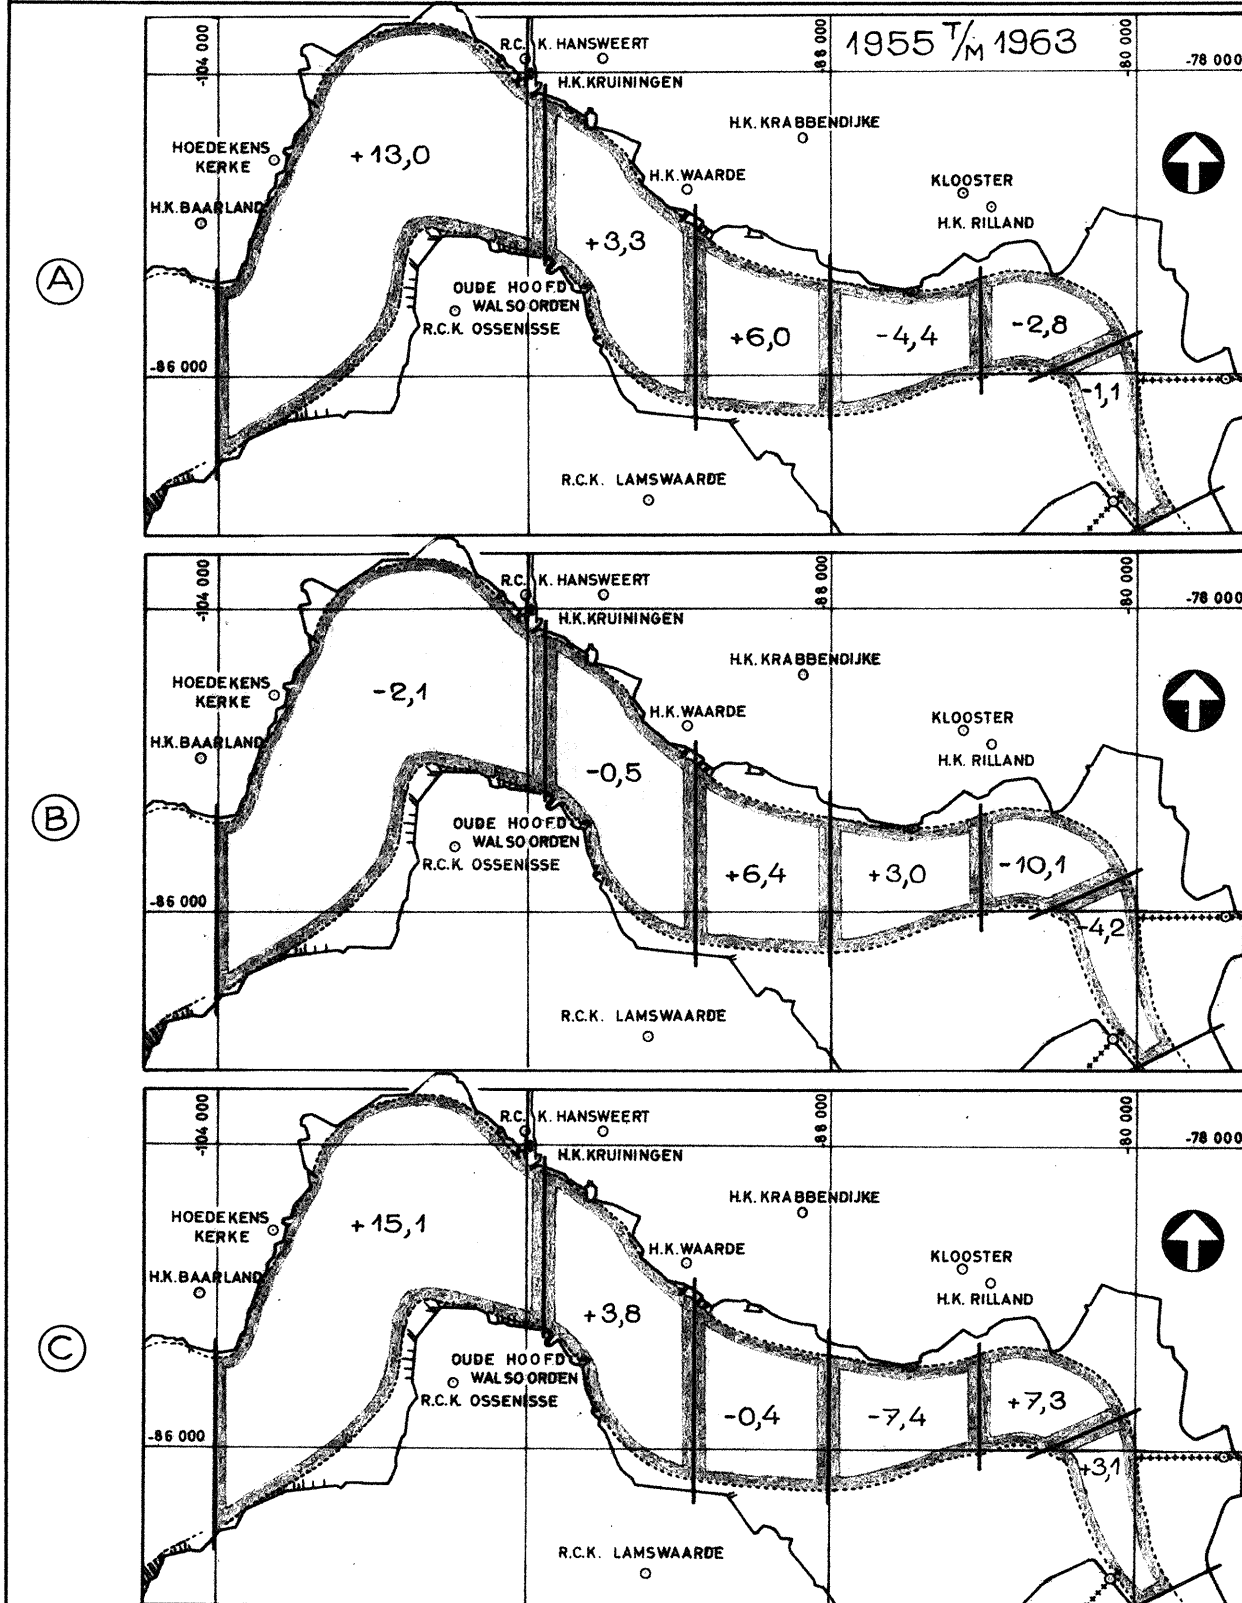 1955 T/M 1963
-104 000
R.C. K. HANSWEERT
-88 000
-80 000
-78 000
H.K. KRUININGEN
H.K. KRABBENDIJKE
HOEDEKENS
KERKE
+13,0
H.K. WAARDE
KLOOSTER
H.K. BAARLAND
H.K. RILLAND
+3,3
A
OUDE HOOFD
WALSOORDEN
R.C.K. OSSENISSE
+6,0
-4,4
-2,8
-86 000
-1,1
R.C.K. LAMSWAARDE
-104 000
R.C. K. HANSWEERT
-88 000
-80 000
-78 000
H.K. KRUININGEN
H.K. KRABBENDIJKE
HOEDEKENS
KERKE
-2,1
H.K. WAARDE
KLOOSTER
H.K. BAARLAND
H.K. RILLAND
-0,5
B
OUDE HOOFD
WALSOORDEN
R.C.K. OSSENISSE
+6,4
+3,0
-10,1
-86 000
-4,2
R.C.K. LAMSWAARDE
-104 000
R.C. K. HANSWEERT
-88 000
-80 000
-78 000
H.K. KRUININGEN
H.K. KRABBENDIJKE
HOEDEKENS
KERKE
+15,1
H.K. WAARDE
KLOOSTER
H.K. BAARLAND
H.K. RILLAND
+3,8
C
OUDE HOOFD
WALSOORDEN
R.C.K. OSSENISSE
-0,4
-7,4
+7,3
-86 000
+3,1
R.C.K. LAMSWAARDE